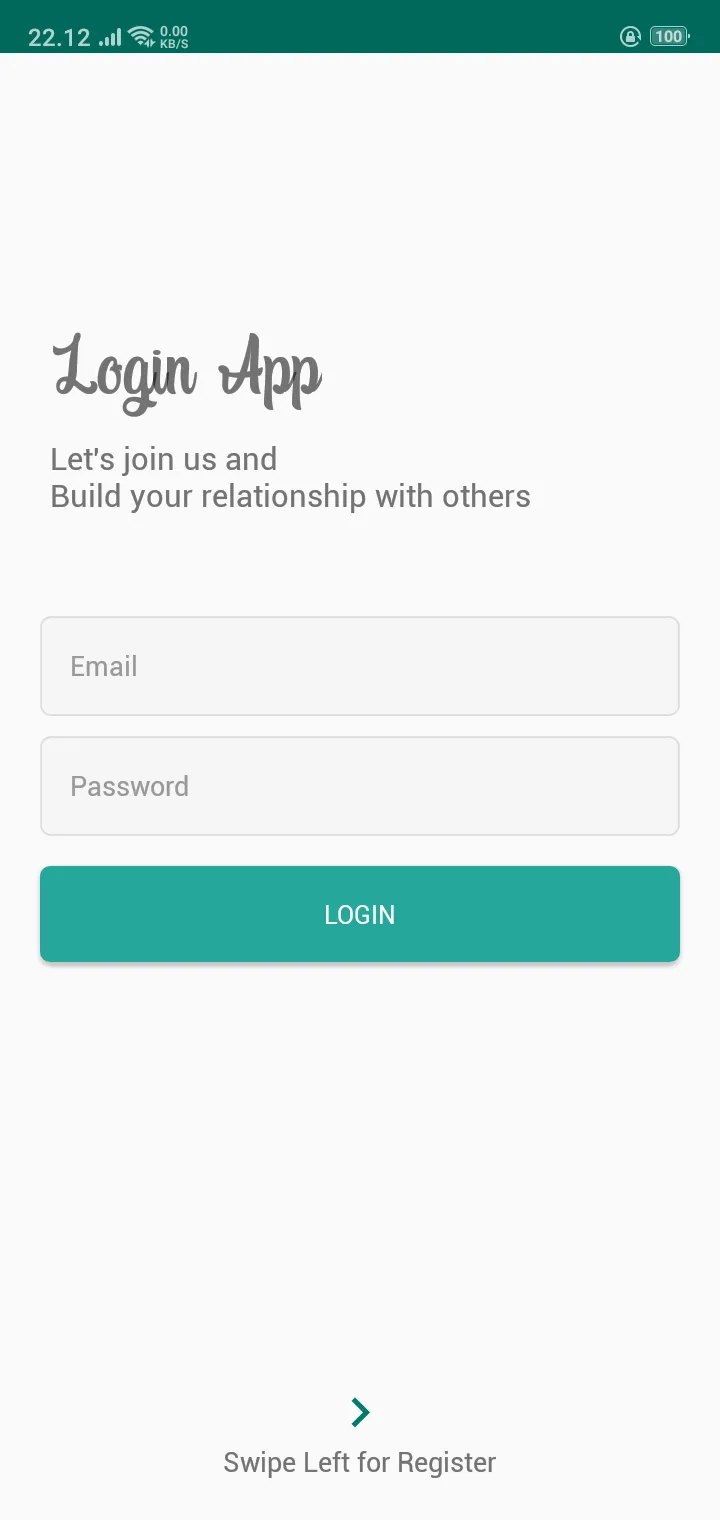 22.12 0.00 KB/S 100
Login App
Let's join us and
Build your relationship with others
Email
Password
LOGIN
Swipe Left for Register